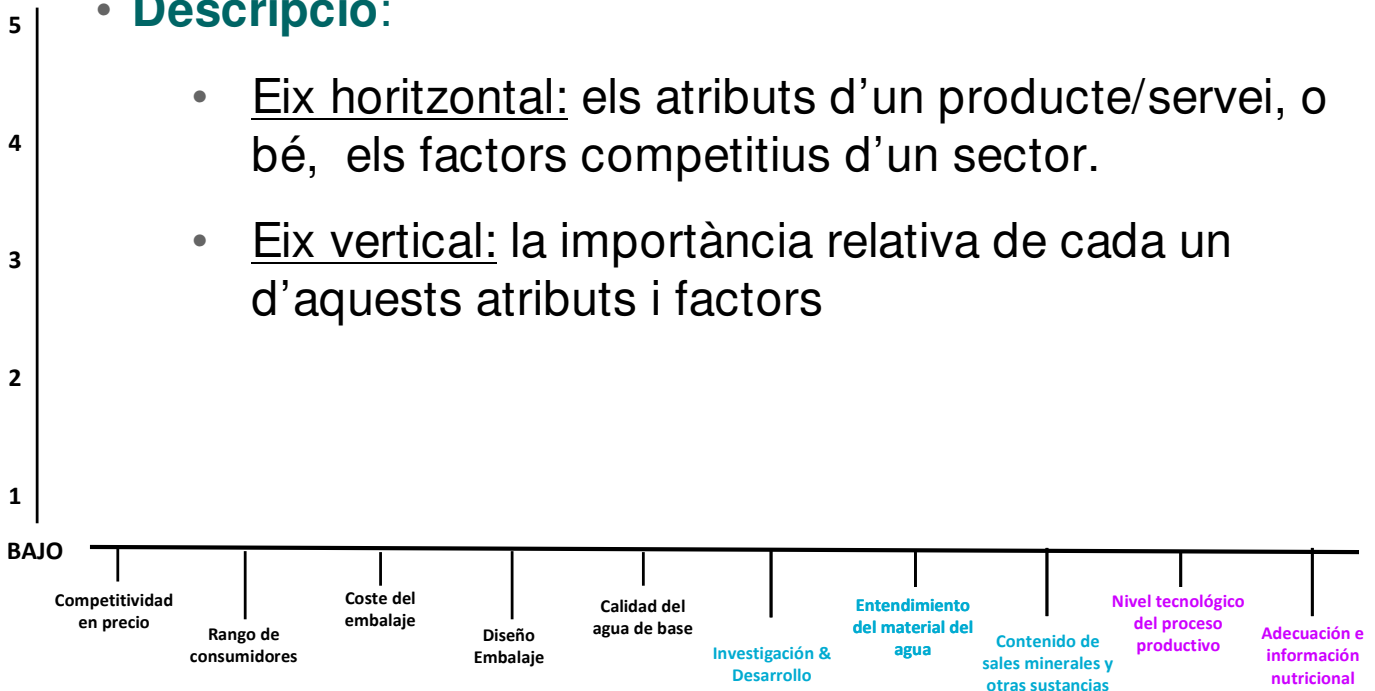 • Descripció:
• Eix horitzontal: els atributs d’un producte/servei, o
bé, els factors competitius d’un sector.
• Eix vertical: la importància relativa de cada un
d’aquests atributs i factors
5
4
3
2
1
BAJO
Competitividad
en precio
Rango de
consumidores
Coste del
embalaje
Diseño
Embalaje
Calidad del
agua de base
Investigación &
Desarrollo
Entendimiento
del material del
agua
Contenido de
sales minerales y
otras sustancias
Nivel tecnológico
del proceso
productivo
Adecuación e
información
nutricional